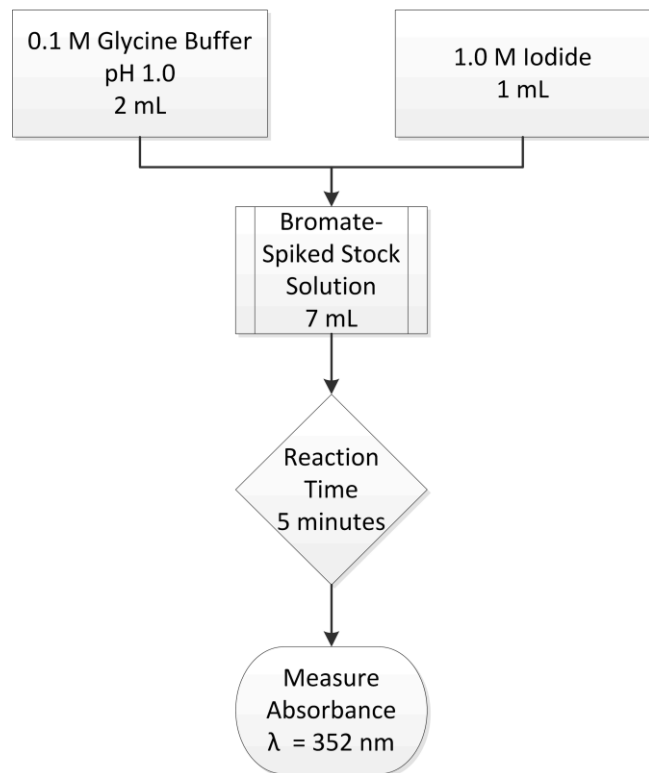 0.1 M Glycine Buffer
pH 1.0
2 mL
1.0 M Iodide
1 mL
Bromate-
Spiked Stock
Solution
7 mL
Reaction
Time
5 minutes
Measure
Absorbance
λ = 352 nm